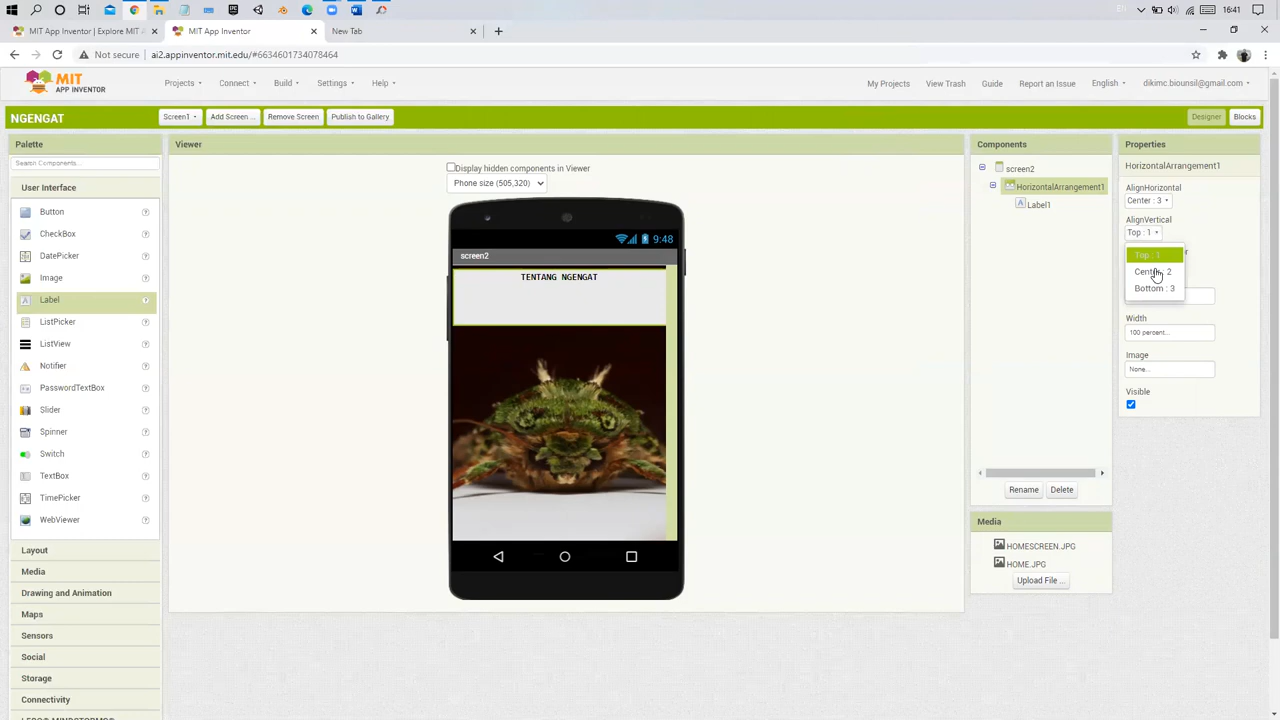 16:41
MIT App Inventor | Explore MIT
MIT App Inventor
New Tab
Not secure | ai2.appinventor.mit.edu/#6634601734078464
MIT APP INVENTOR
Projects
Connect
Build
Settings
Help
My Projects
View Trash
Guide
Report an Issue
English
dikimc.biounsil@gmail.com
NGENGAT
Screen1
Add Screen ...
Remove Screen
Publish to Gallery
Designer
Blocks
Palette
Search Components...
User Interface
Button
CheckBox
DatePicker
Image
Label
ListPicker
ListView
Notifier
PasswordTextBox
Slider
Spinner
Switch
TextBox
TimePicker
WebViewer
Layout
Media
Drawing and Animation
Maps
Sensors
Social
Storage
Connectivity
Viewer
Display hidden components in Viewer
Phone size (505,320)
9:48
screen2
TENTANG NGENGAT
Components
screen2
HorizontalArrangement1
Label1
Rename
Delete
Media
HOMESCREEN.JPG
HOME.JPG
Upload File ...
Properties
HorizontalArrangement1
AlignHorizontal
Center : 3
AlignVertical
Top : 1
Top : 1
Center : 2
Bottom : 3
Width
100 percent...
Image
None...
Visible